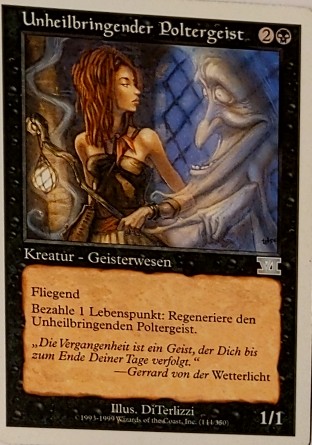 Unheilbringender Poltergeist 2
Kreatur - Geisterwesen VI
Fliegend
Bezahle 1 Lebenspunkt: Regeneriere den
Unheilbringenden Poltergeist.
„Die Vergangenheit ist ein Geist, der Dich bis
zum Ende Deiner Tage verfolgt.“
—Gerrard von der Wetterlicht
Illus. DiTerlizzi
1/1